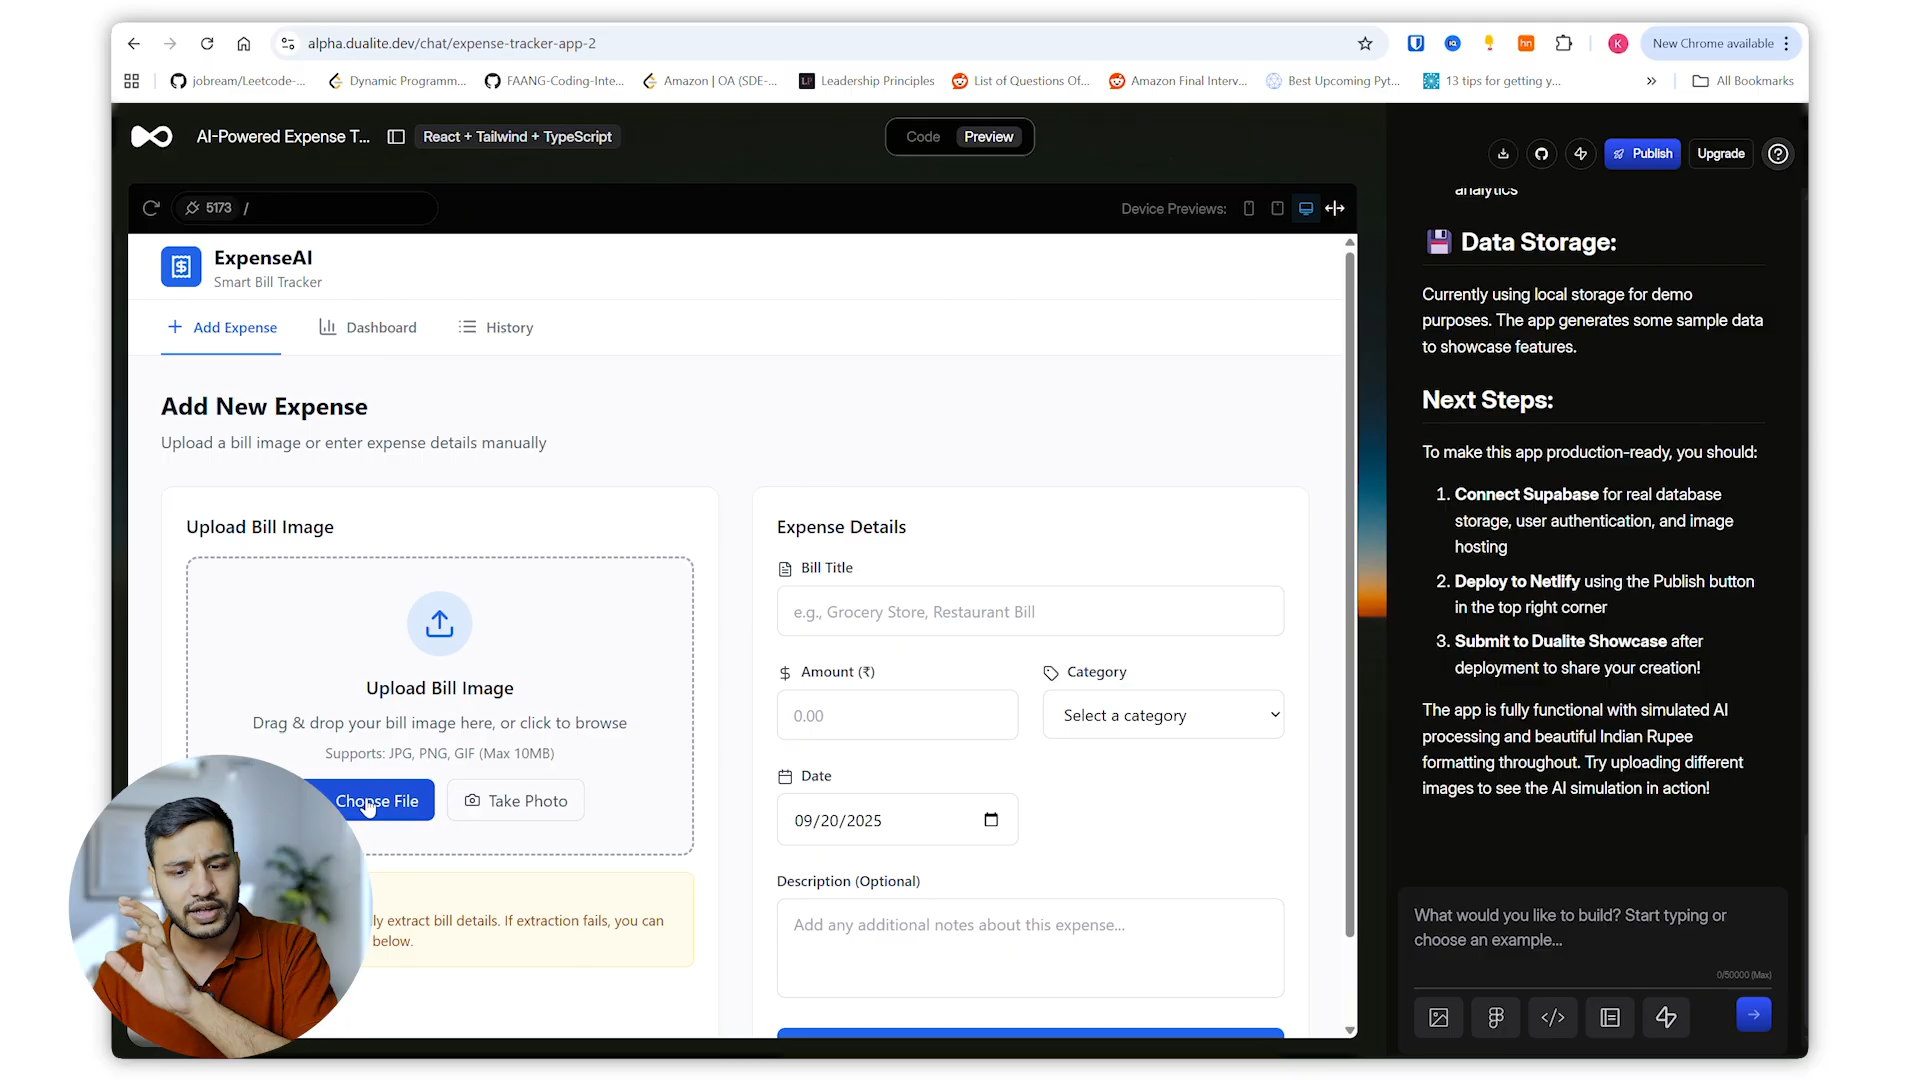 alpha.dualite.dev/chat/expense-tracker-app-2
hn
K
New Chrome available
jobream/Leetcode-...
Dynamic Programm...
FAANG-Coding-Inte...
Amazon | OA (SDE-...
LP
Leadership Principles
List of Questions Of...
Amazon Final Interv...
Best Upcoming Pyt...
13 tips for getting y...
»
All Bookmarks
AI-Powered Expense T...
React + Tailwind + TypeScript
Code
Preview
Publish
Upgrade
5173 /
Device Previews:
ExpenseAI
Smart Bill Tracker
Add Expense
Dashboard
History
Add New Expense
Upload a bill image or enter expense details manually
Upload Bill Image
Upload Bill Image
Drag & drop your bill image here, or click to browse
Supports: JPG, PNG, GIF (Max 10MB)
Choose File
Take Photo
ly extract bill details. If extraction fails, you can
below.
Expense Details
Bill Title
e.g., Grocery Store, Restaurant Bill
Amount (₹)
Category
0.00
Select a category
Date
09/20/2025
Description (Optional)
Add any additional notes about this expense...
analytics
Data Storage:
Currently using local storage for demo
purposes. The app generates some sample data
to showcase features.
Next Steps:
To make this app production-ready, you should:
1. Connect Supabase for real database
storage, user authentication, and image
hosting
2. Deploy to Netlify using the Publish button
in the top right corner
3. Submit to Dualite Showcase after
deployment to share your creation!
The app is fully functional with simulated AI
processing and beautiful Indian Rupee
formatting throughout. Try uploading different
images to see the AI simulation in action!
What would you like to build? Start typing or
choose an example...
0/50000 (Max)